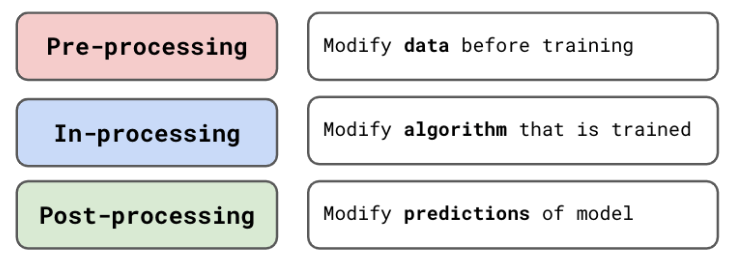 Pre-processing
Modify data before training
In-processing
Modify algorithm that is trained
Post-processing
Modify predictions of model